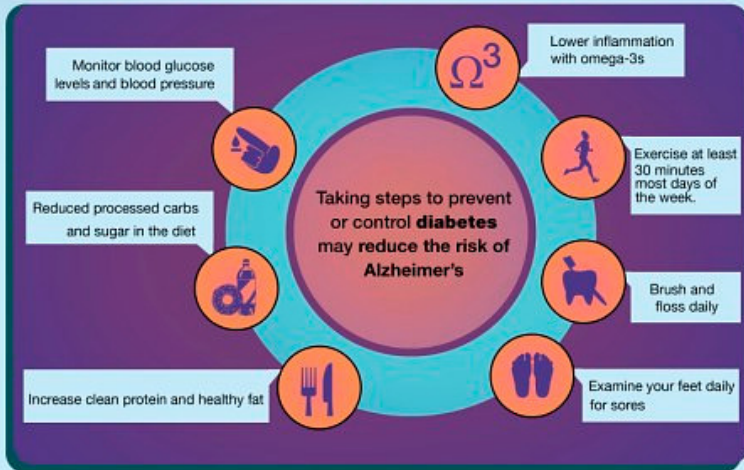 Taking steps to prevent
or control diabetes
may reduce the risk of
Alzheimer's
Ω3
Lower inflammation
with omega-3s
Exercise at least
30 minutes
most days of
the week.
Brush and
floss daily
Examine your feet daily
for sores
Increase clean protein and healthy fat
Reduced processed carbs
and sugar in the diet
Monitor blood glucose
levels and blood pressure